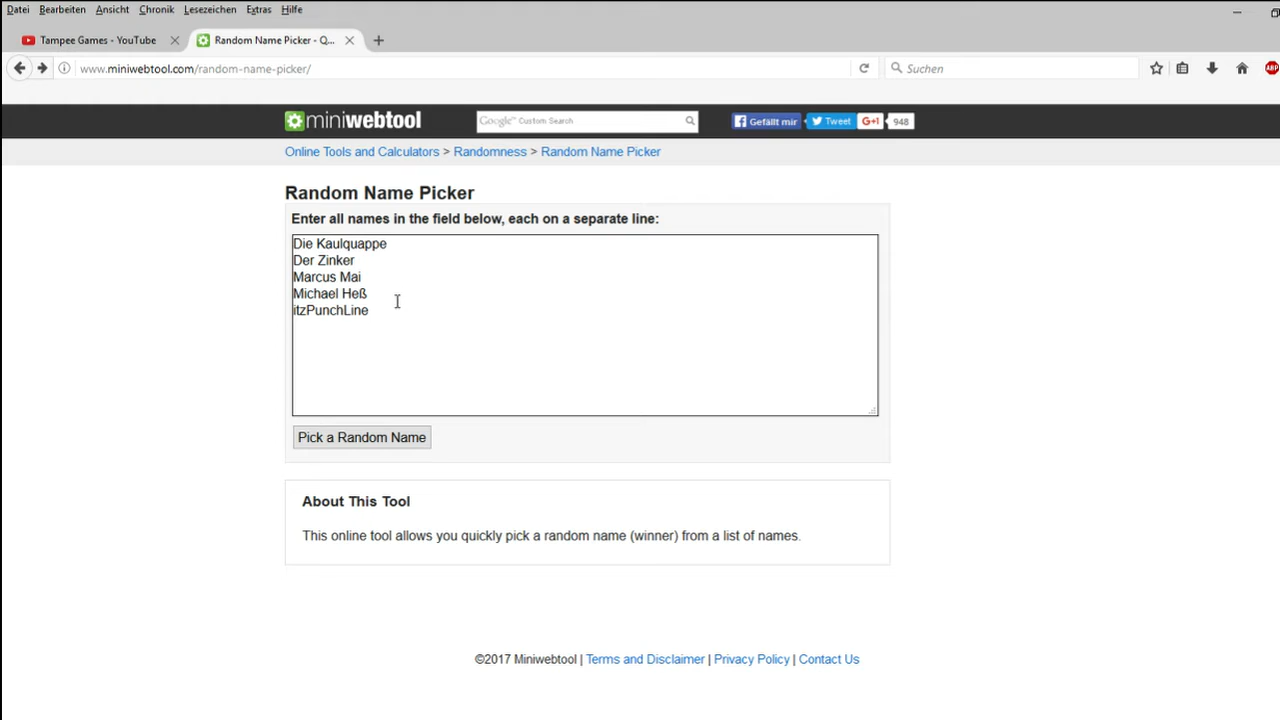 Datei Bearbeiten Ansicht Chronik Lesezeichen Extras Hilfe
Tampee Games - YouTube
Random Name Picker - Q...
www.miniwebtool.com/random-name-picker/
Suchen
ABP
miniwebtool
Google™ Custom Search
Gefällt mir
Tweet
G+1
948
Online Tools and Calculators > Randomness > Random Name Picker
Random Name Picker
Enter all names in the field below, each on a separate line:
Die Kaulquappe
Der Zinker
Marcus Mai
Michael Heß
itzPunchLine
Pick a Random Name
About This Tool
This online tool allows you quickly pick a random name (winner) from a list of names.
©2017 Miniwebtool | Terms and Disclaimer | Privacy Policy | Contact Us